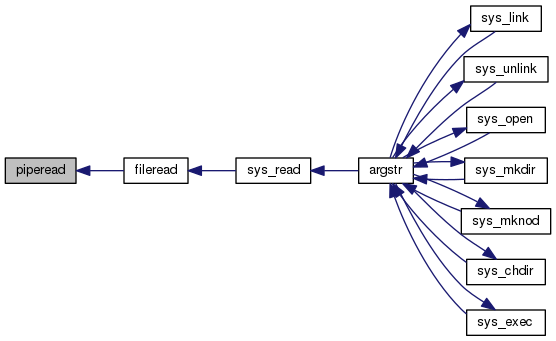 piperead
fileread
sys_read
argstr
sys_link
sys_unlink
sys_open
sys_mkdir
sys_mknod
sys_chdir
sys_exec